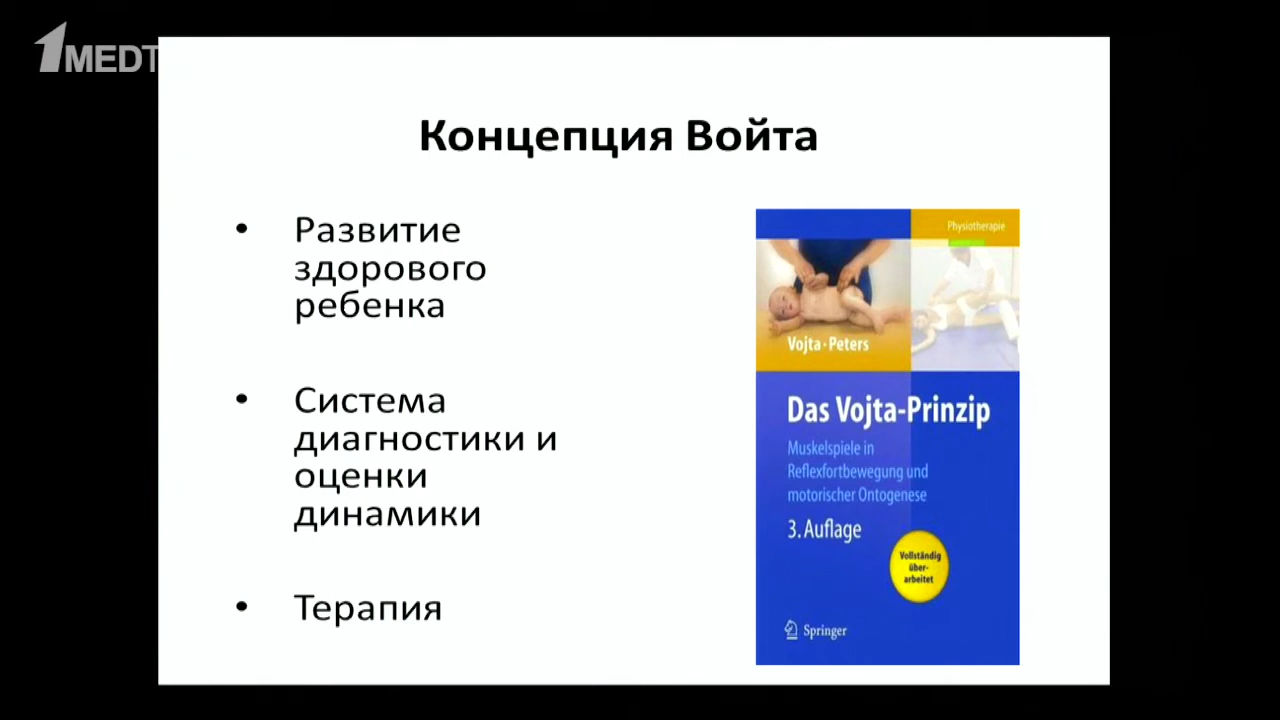 1MEDT
Концепция Войта
• Развитие
здорового
ребенка
• Система
диагностики и
оценки
динамики
• Терапия
Physiotherapie
Vojta · Peters
Das Vojta-Prinzip
Muskelspiele in
Reflexfortbewegung und
motorischer Ontogenese
3. Auflage
Vollständig
über-
arbeitet
Springer